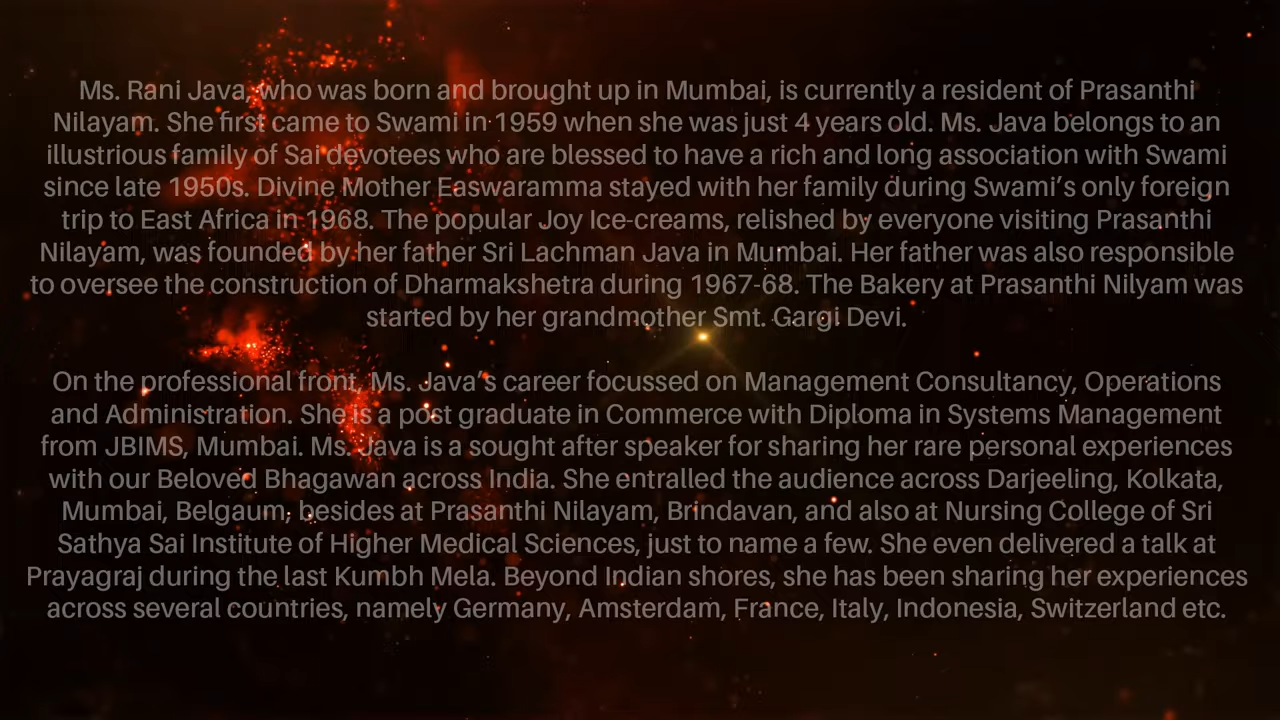 Ms. Rani Java, who was born and brought up in Mumbai, is currently a resident of Prasanthi
Nilayam. She first came to Swami in 1959 when she was just 4 years old. Ms. Java belongs to an
illustrious family of Sai devotees who are blessed to have a rich and long association with Swami
since late 1950s. Divine Mother Easwaramma stayed with her family during Swami's only foreign
trip to East Africa in 1968. The popular Joy Ice-creams, relished by everyone visiting Prasanthi
Nilayam, was founded by her father Sri Lachman Java in Mumbai. Her father was also responsible
to oversee the construction of Dharmakshetra during 1967-68. The Bakery at Prasanthi Nilyam was
started by her grandmother Smt. Gargi Devi.
On the professional front, Ms. Java's career focussed on Management Consultancy, Operations
and Administration. She is a post graduate in Commerce with Diploma in Systems Management
from JBIMS, Mumbai. Ms. Java is a sought after speaker for sharing her rare personal experiences
with our Beloved Bhagawan across India. She entralled the audience across Darjeeling, Kolkata,
Mumbai, Belgaum; besides at Prasanthi Nilayam, Brindavan, and also at Nursing College of Sri
Sathya Sai Institute of Higher Medical Sciences, just to name a few. She even delivered a talk at
Prayagraj during the last Kumbh Mela. Beyond Indian shores, she has been sharing her experiences
across several countries, namely Germany, Amsterdam, France, Italy, Indonesia, Switzerland etc.